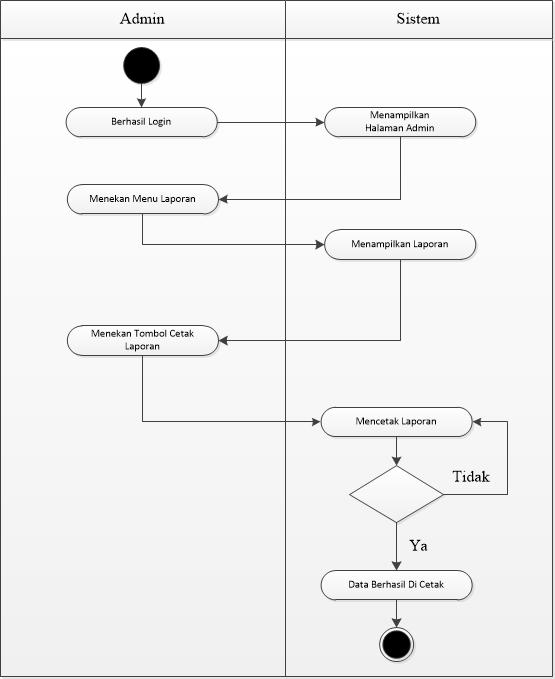 Admin
Sistem
Berhasil Login
Menampilkan
Halaman Admin
Menekan Menu Laporan
Menampilkan Laporan
Menekan Tombol Cetak
Laporan
Mencetak Laporan
Tidak
Ya
Data Berhasil Di Cetak